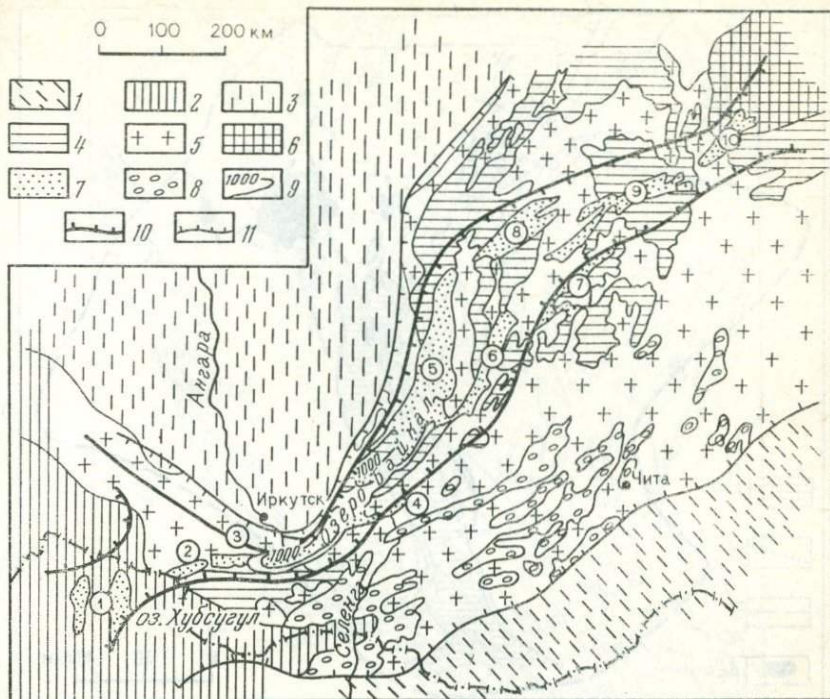 0 100 200 км
1 2 3
4 5 6
7 8 1000 9
10 11
Ангара
Иркутск
Озеро Байкал
1000
1000
Чита
Селенга
оз. Хубсугул
1
2
3
4
5
6
7
8
9
10